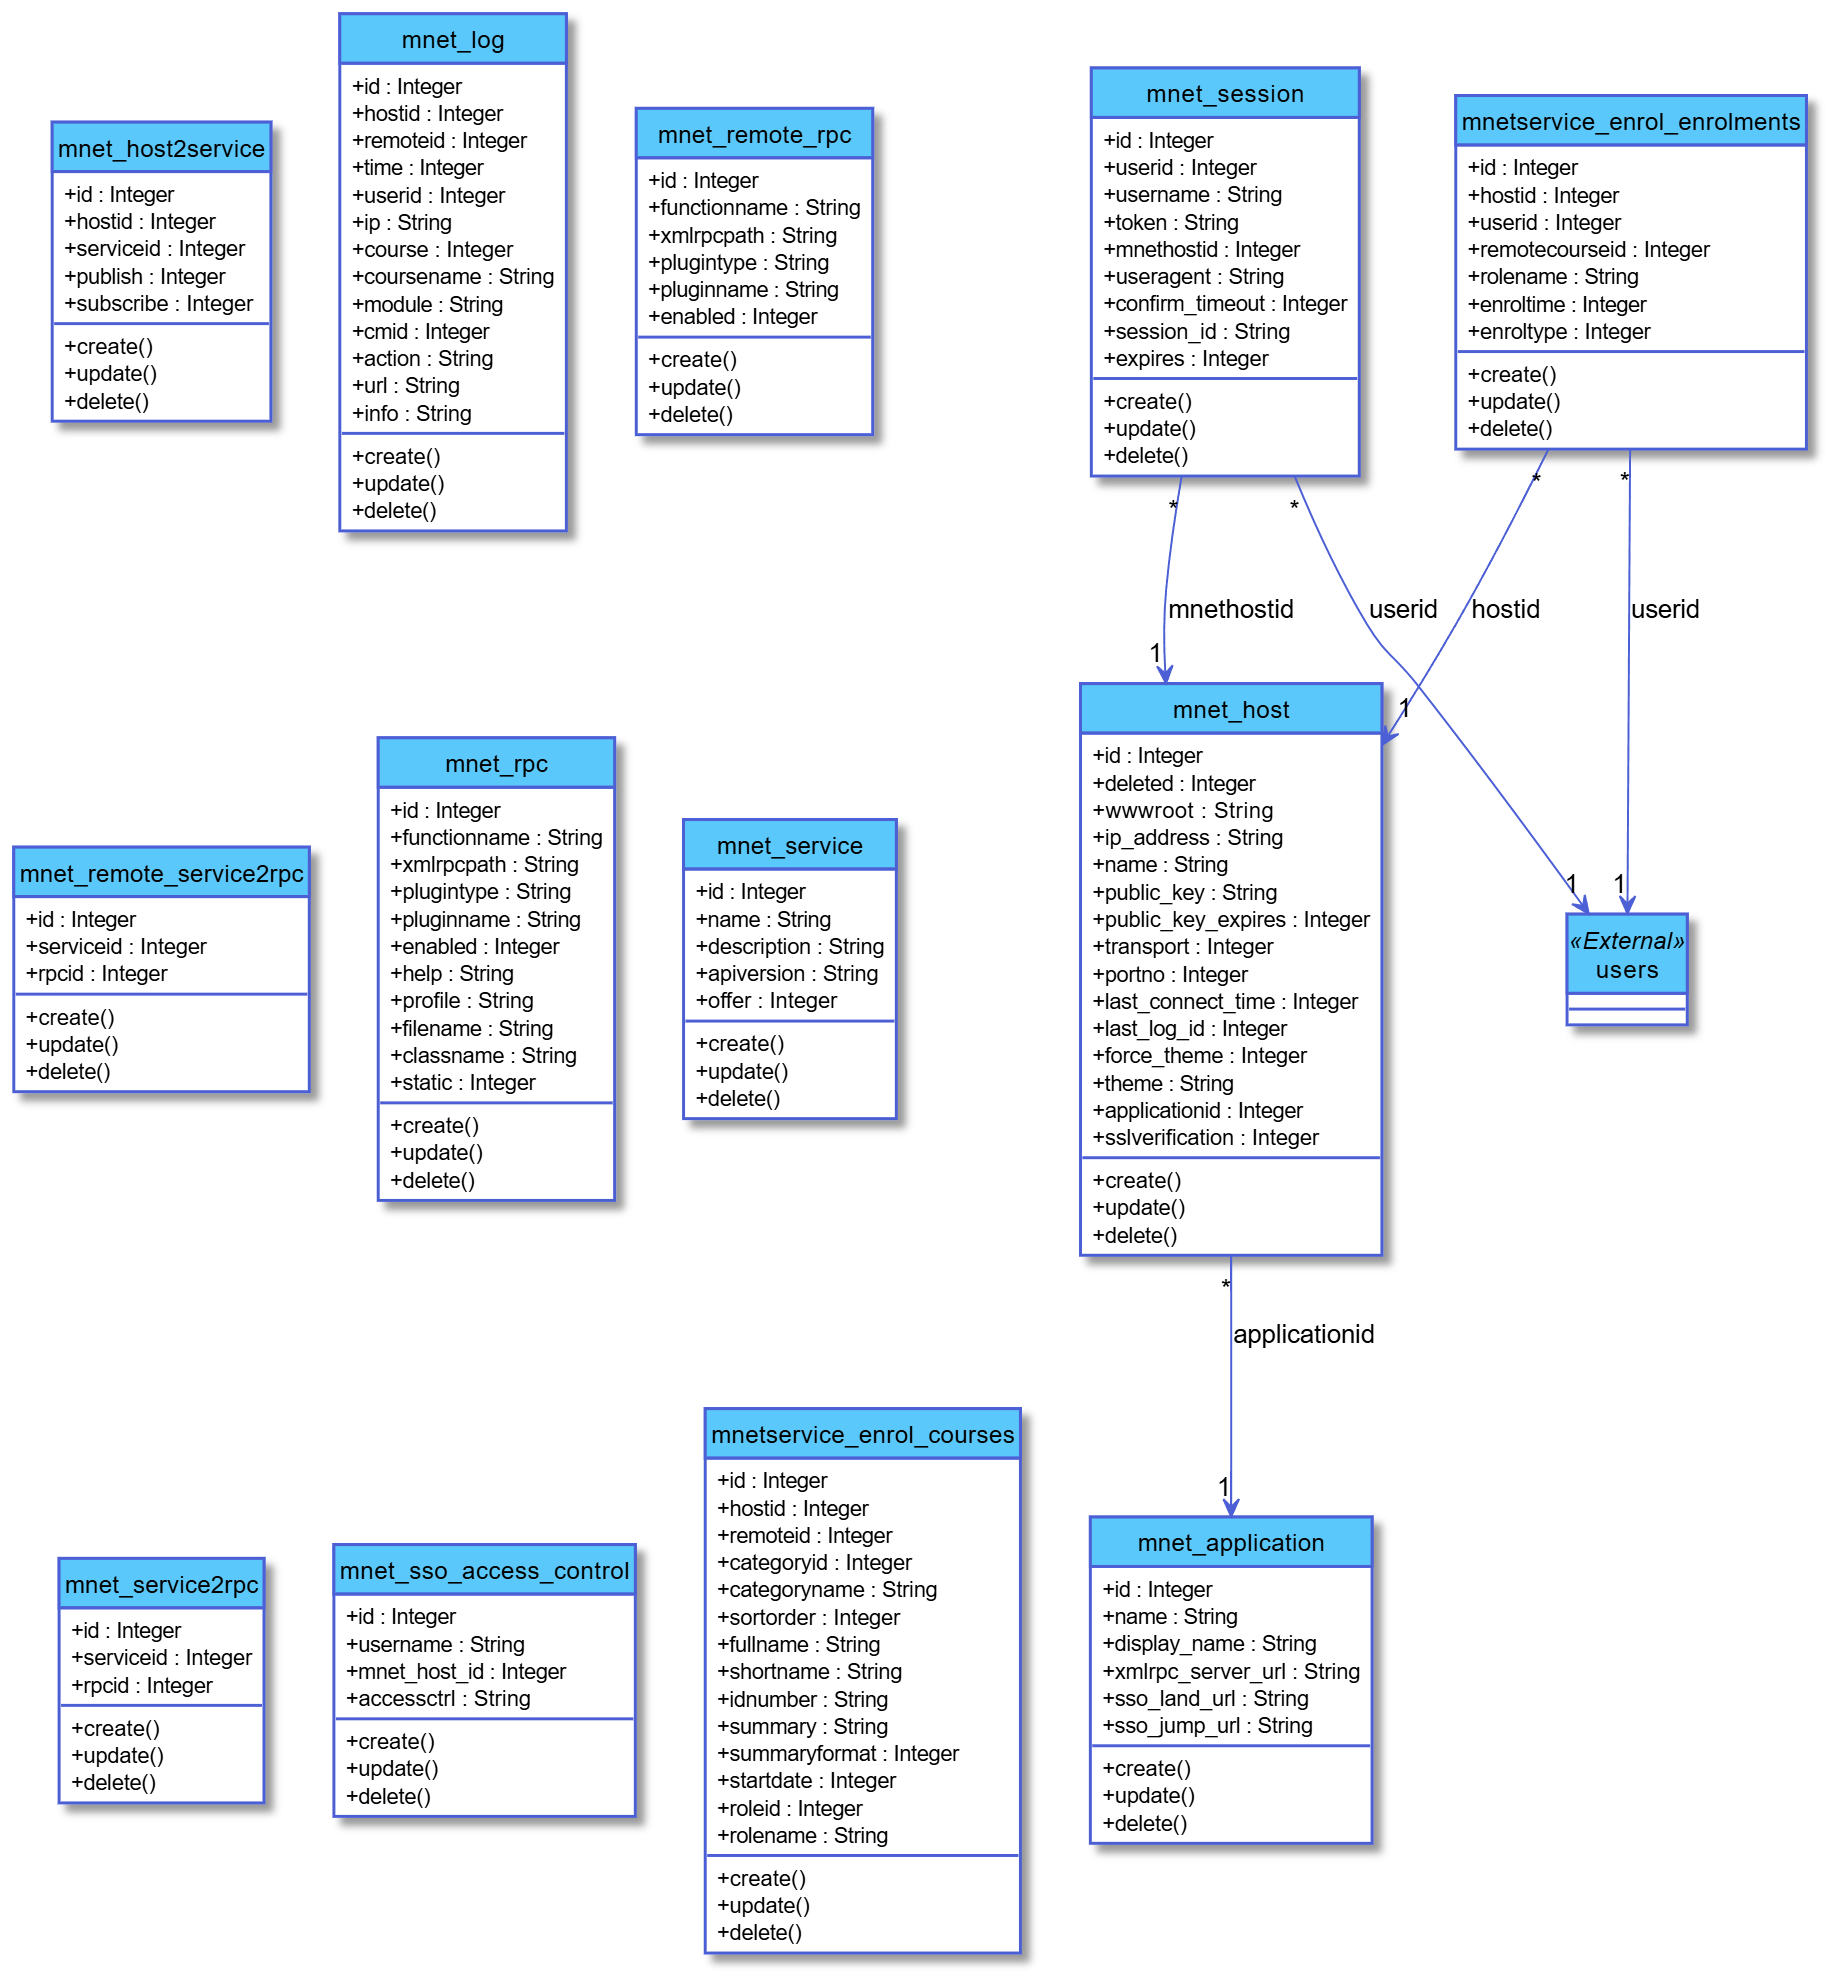 mnet_log
+id : Integer
+hostid : Integer
+remoteid : Integer
+time : Integer
+userid : Integer
+ip : String
+course : Integer
+coursename : String
+module : String
+cmid : Integer
+action : String
+url : String
+info : String
+create()
+update()
+delete()
mnet_host2service
+id : Integer
+hostid : Integer
+serviceid : Integer
+publish : Integer
+subscribe : Integer
+create()
+update()
+delete()
mnet_remote_rpc
+id : Integer
+functionname : String
+xmlrpcpath : String
+plugintype : String
+pluginname : String
+enabled : Integer
+create()
+update()
+delete()
mnet_session
+id : Integer
+userid : Integer
+username : String
+token : String
+mnethostid : Integer
+useragent : String
+confirm_timeout : Integer
+session_id : String
+expires : Integer
+create()
+update()
+delete()
mnetservice_enrol_enrolments
+id : Integer
+hostid : Integer
+userid : Integer
+remotecourseid : Integer
+rolename : String
+enroltime : Integer
+enroltype : Integer
+create()
+update()
+delete()
*
*
*
*
mnethostid
userid
hostid
userid
1
1
1
1
mnet_remote_service2rpc
+id : Integer
+serviceid : Integer
+rpcid : Integer
+create()
+update()
+delete()
mnet_rpc
+id : Integer
+functionname : String
+xmlrpcpath : String
+plugintype : String
+pluginname : String
+enabled : Integer
+help : String
+profile : String
+filename : String
+classname : String
+static : Integer
+create()
+update()
+delete()
mnet_service
+id : Integer
+name : String
+description : String
+apiversion : String
+offer : Integer
+create()
+update()
+delete()
mnet_host
+id : Integer
+deleted : Integer
+wwwroot : String
+ip_address : String
+name : String
+public_key : String
+public_key_expires : Integer
+transport : Integer
+portno : Integer
+last_connect_time : Integer
+last_log_id : Integer
+force_theme : Integer
+theme : String
+applicationid : Integer
+sslverification : Integer
+create()
+update()
+delete()
«External»
users
*
applicationid
1
mnet_service2rpc
+id : Integer
+serviceid : Integer
+rpcid : Integer
+create()
+update()
+delete()
mnet_sso_access_control
+id : Integer
+username : String
+mnet_host_id : Integer
+accessctrl : String
+create()
+update()
+delete()
mnetservice_enrol_courses
+id : Integer
+hostid : Integer
+remoteid : Integer
+categoryid : Integer
+categoryname : String
+sortorder : Integer
+fullname : String
+shortname : String
+idnumber : String
+summary : String
+summaryformat : Integer
+startdate : Integer
+roleid : Integer
+rolename : String
+create()
+update()
+delete()
mnet_application
+id : Integer
+name : String
+display_name : String
+xmlrpc_server_url : String
+sso_land_url : String
+sso_jump_url : String
+create()
+update()
+delete()